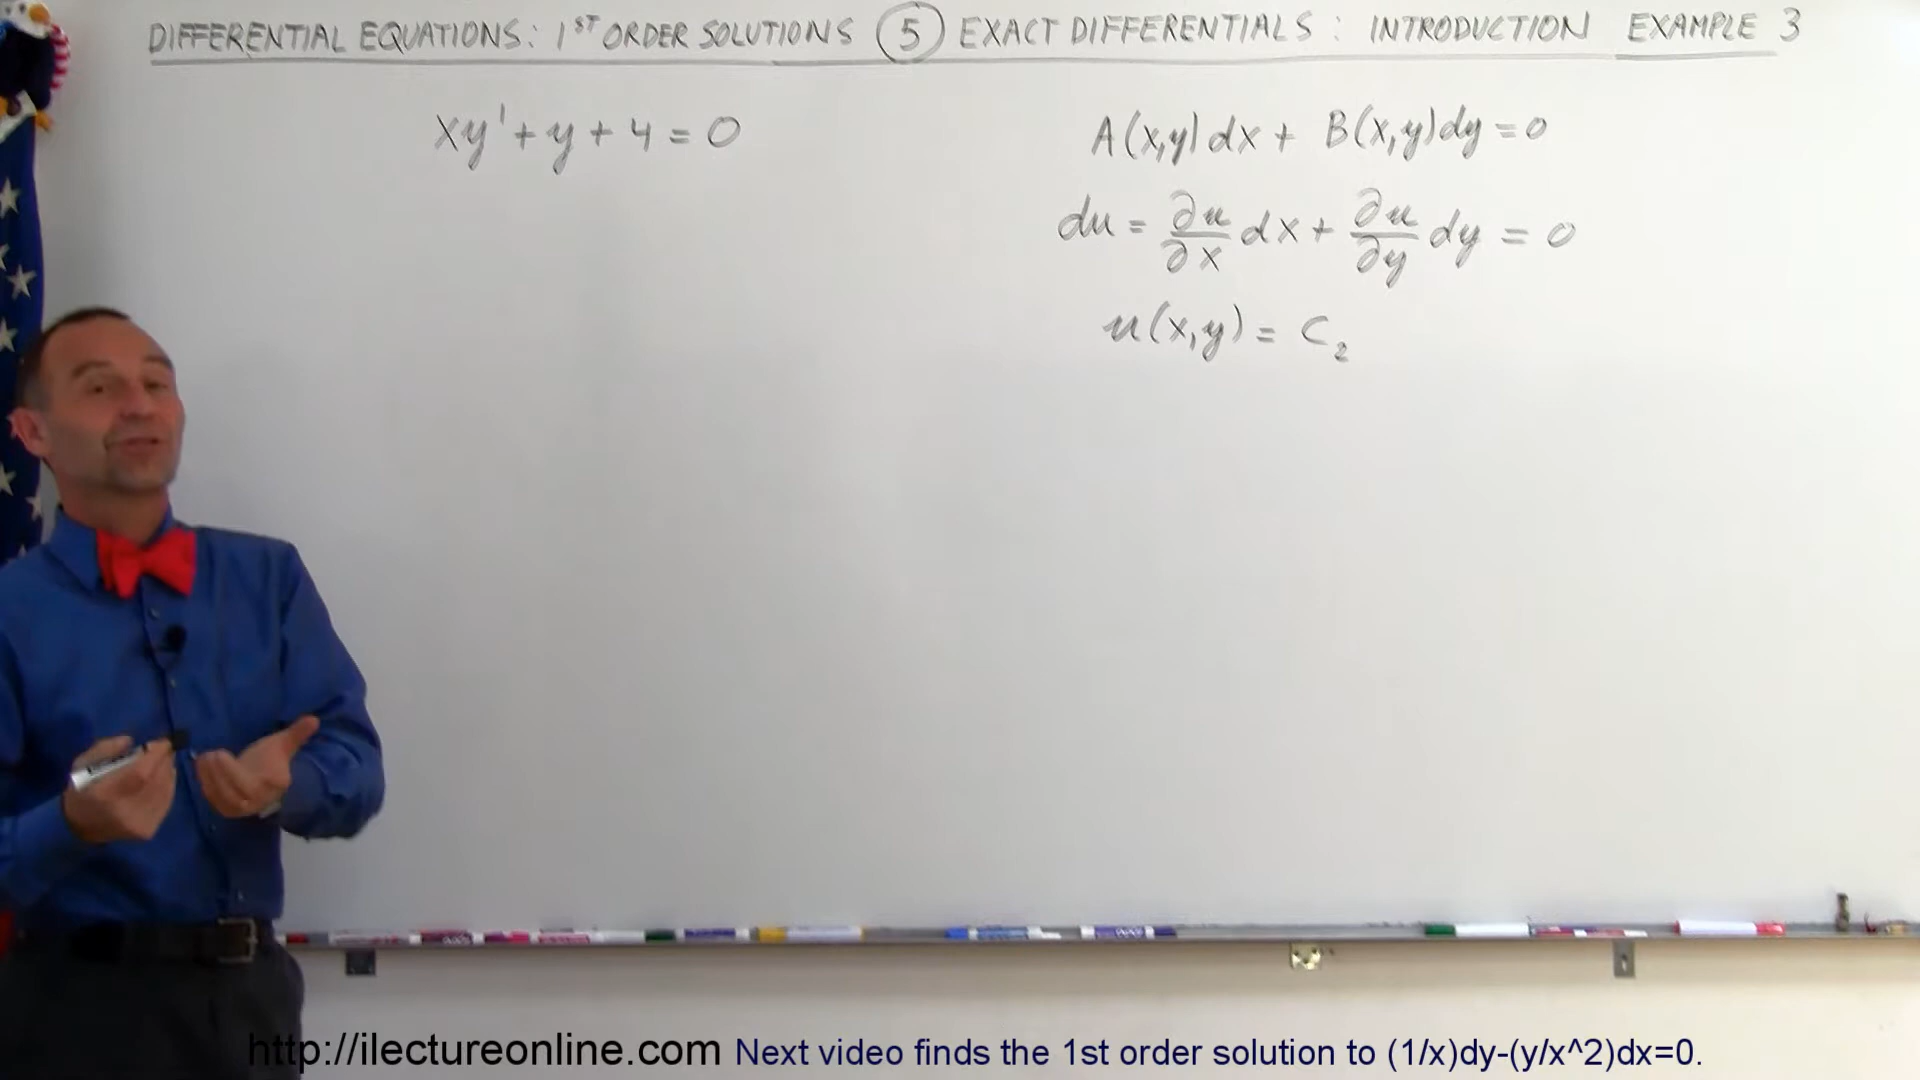 DIFFERENTIAL EQUATIONS: 1ST ORDER SOLUTIONS 5 EXACT DIFFERENTIALS: INTRODUCTION EXAMPLE 3
xy' + y + 4 = 0
A(x,y)dx + B(x,y)dy = 0
du = ∂u/∂x dx + ∂u/∂y dy = 0
u(x,y) = C₂
http://ilectureonline.com Next video finds the 1st order solution to (1/x)dy-(y/x^2)dx=0.